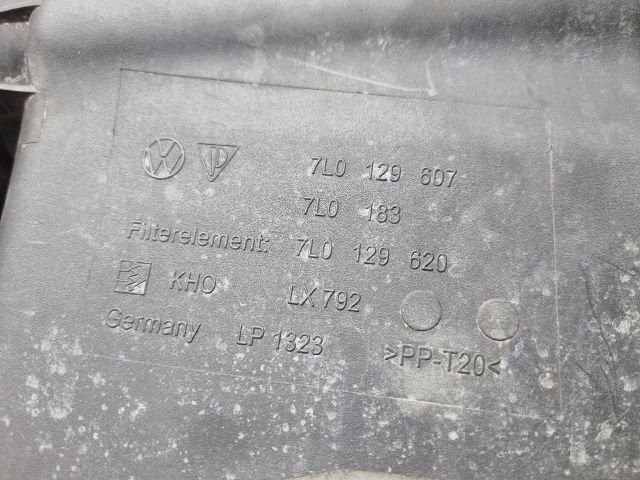 7L0 129 607
7L0 183
Filterelement: 7L0 129 620
KHO LX 792
Germany LP 1323 >PP-T20<